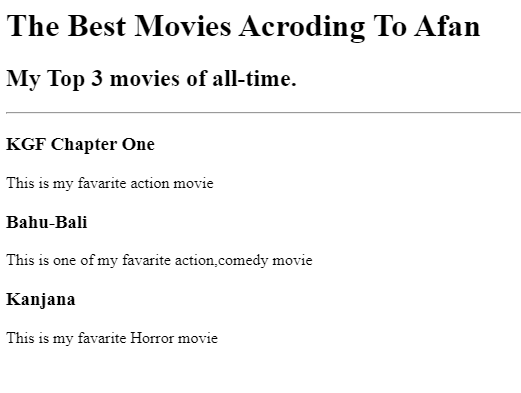 The Best Movies Acroding To Afan
My Top 3 movies of all-time.
KGF Chapter One
This is my favarite action movie
Bahu-Bali
This is one of my favarite action,comedy movie
Kanjana
This is my favarite Horror movie